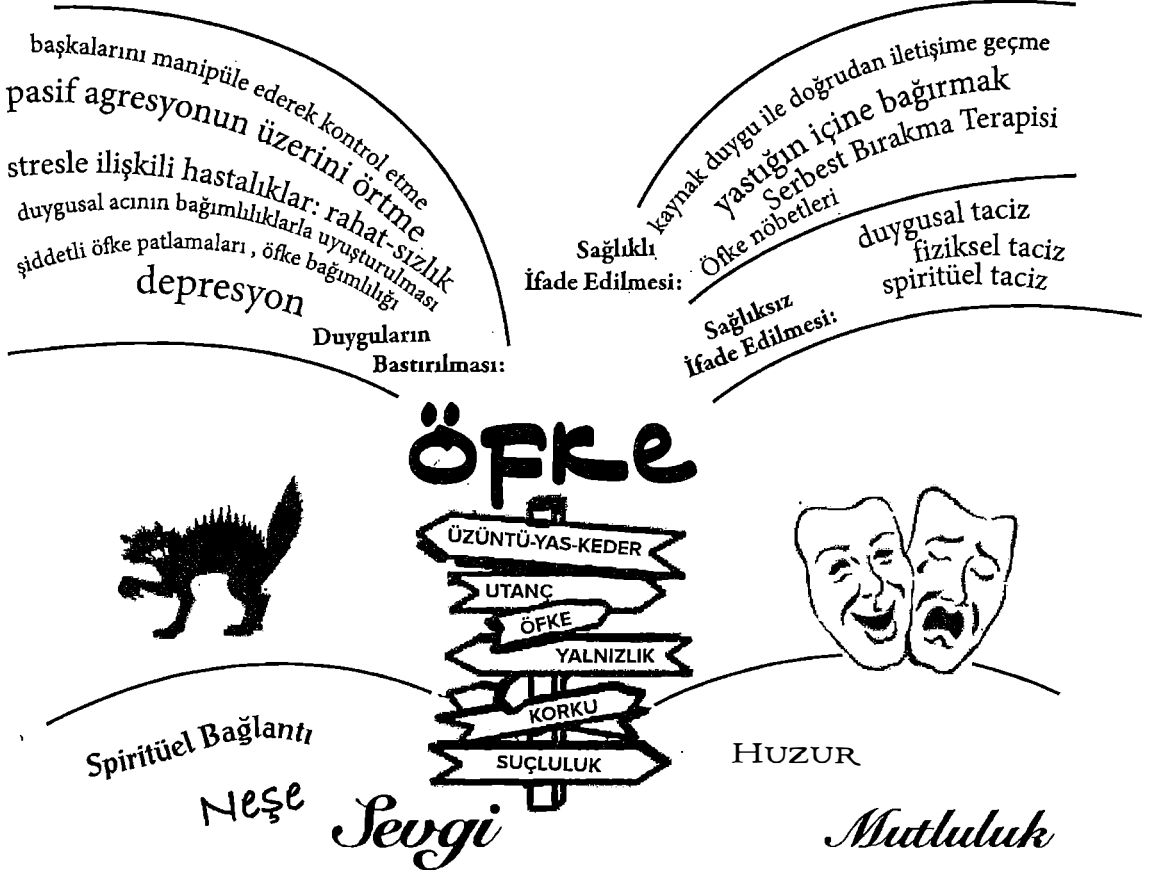 başkalarını manipüle ederek kontrol etme
pasif agresyonun üzerini örtme
stresle ilişkili hastalıklar: rahat-sızlık
duygusal acının bağımlılıklarla uyuşturulması
şiddetli öfke patlamaları , öfke bağımlılığı
depresyon
Duyguların
Bastırılması:
kaynak duygu ile doğrudan iletişime geçme
yastığın içine bağırmak
Serbest Bırakma Terapisi
Öfke nöbetleri
Sağlıklı
İfade Edilmesi:
duygusal taciz
fiziksel taciz
spiritüel taciz
Sağlıksız
İfade Edilmesi:
ÖFKe
ÜZÜNTÜ-YAS-KEDER
UTANÇ
ÖFKE
YALNIZLIK
KORKU
SUÇLULUK
Spiritüel Bağlantı
Neşe
Sevgi
HUZUR
Mutluluk